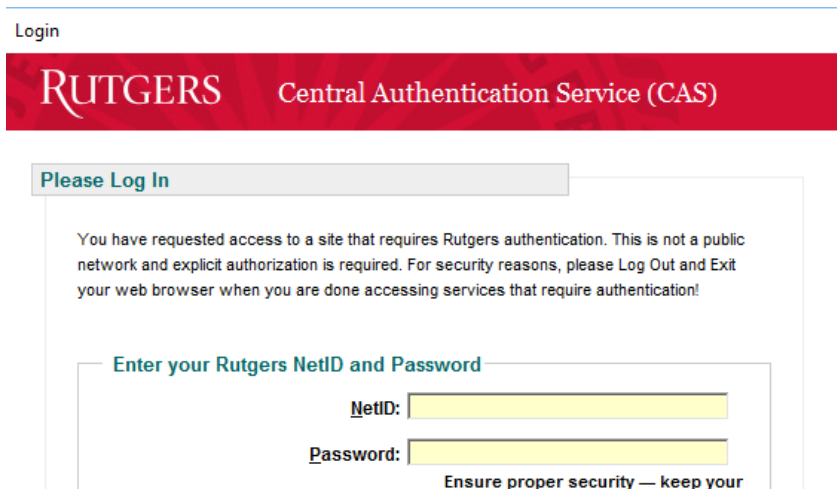 Login
RUTGERS Central Authentication Service (CAS)
Please Log In
You have requested access to a site that requires Rutgers authentication. This is not a public
network and explicit authorization is required. For security reasons, please Log Out and Exit
your web browser when you are done accessing services that require authentication!
Enter your Rutgers NetID and Password
NetID:
Password:
Ensure proper security — keep your